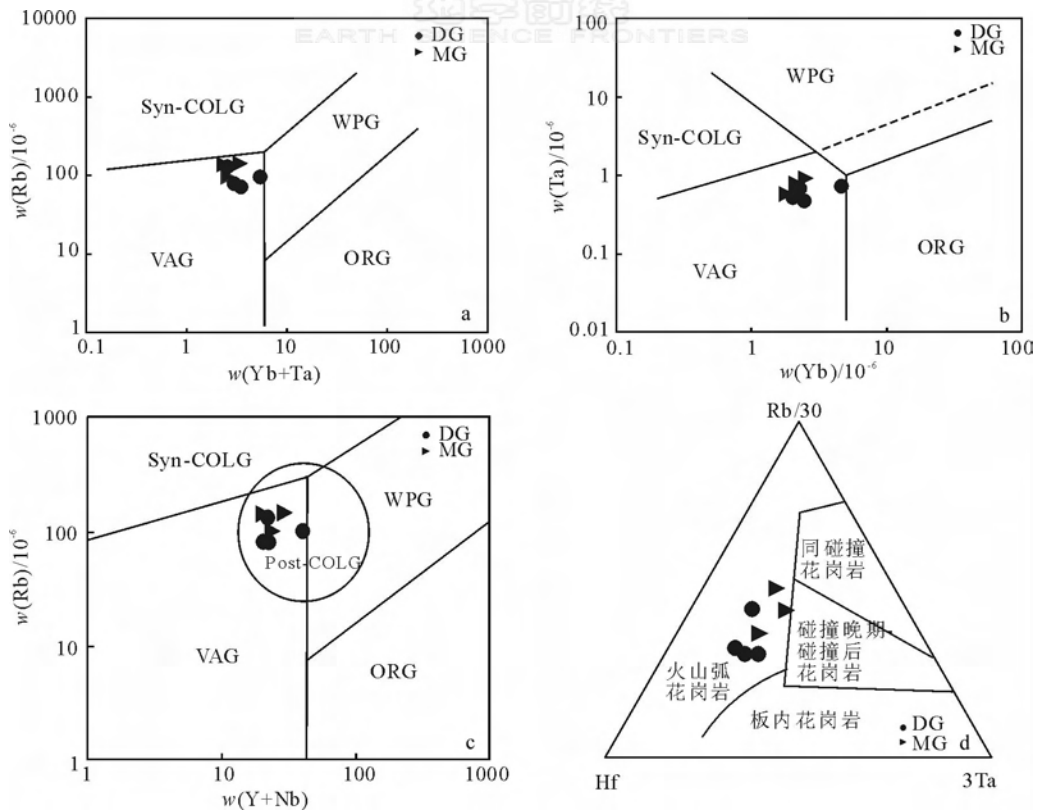 地学前缘
EARTH SCIENCE FRONTIERS
10000
1000
100
10
1
w(Rb)/10⁻⁶
DG
MG
Syn-COLG
WPG
VAG
ORG
a
0.1 1 10 100 1000
w(Yb+Ta)
100
10
1
0.1
0.01
w(Ta)/10⁻⁶
DG
MG
WPG
Syn-COLG
VAG
ORG
b
0.1 1 10 100
w(Yb)/10⁻⁶
1000
100
10
1
w(Rb)/10⁻⁶
DG
MG
Syn-COLG
WPG
Post-COLG
VAG
ORG
c
1 10 100 1000
w(Y+Nb)
Rb/30
同碰撞
花岗岩
碰撞晚期-
碰撞后
花岗岩
火山弧
花岗岩
板内花岗岩
DG
MG d
Hf 3Ta